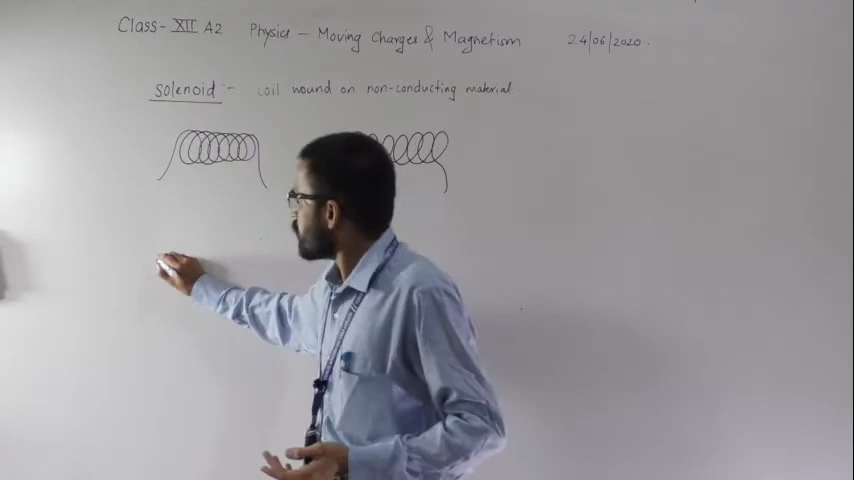 Class - XII A2 Physics - Moving Charges & Magnetism 24/06/2020.
solenoid :- coil wound on non-conducting material.